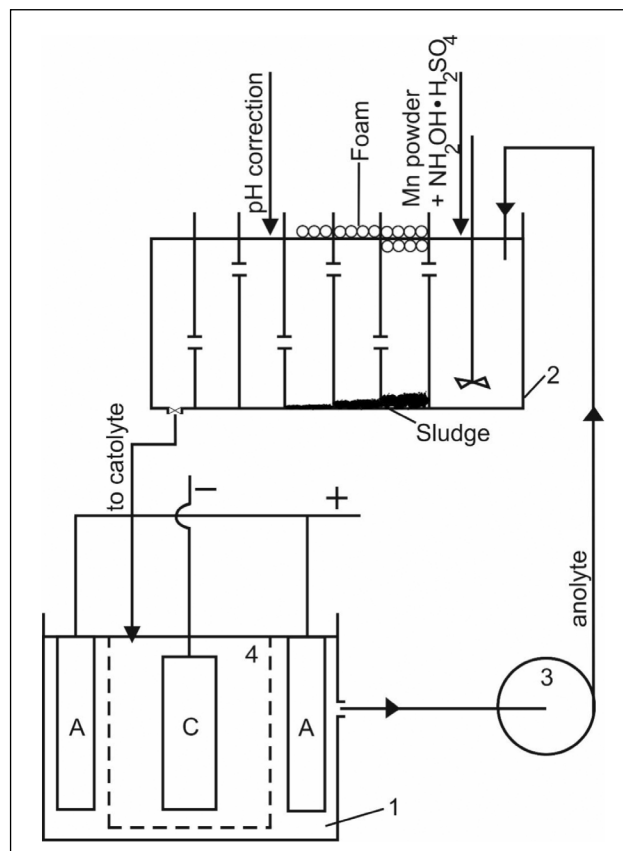 pH correction
Foam
Mn powder
+ NH2OH•H2SO4
2
Sludge
to catolyte
−
+
anolyte
4
3
A
C
A
1